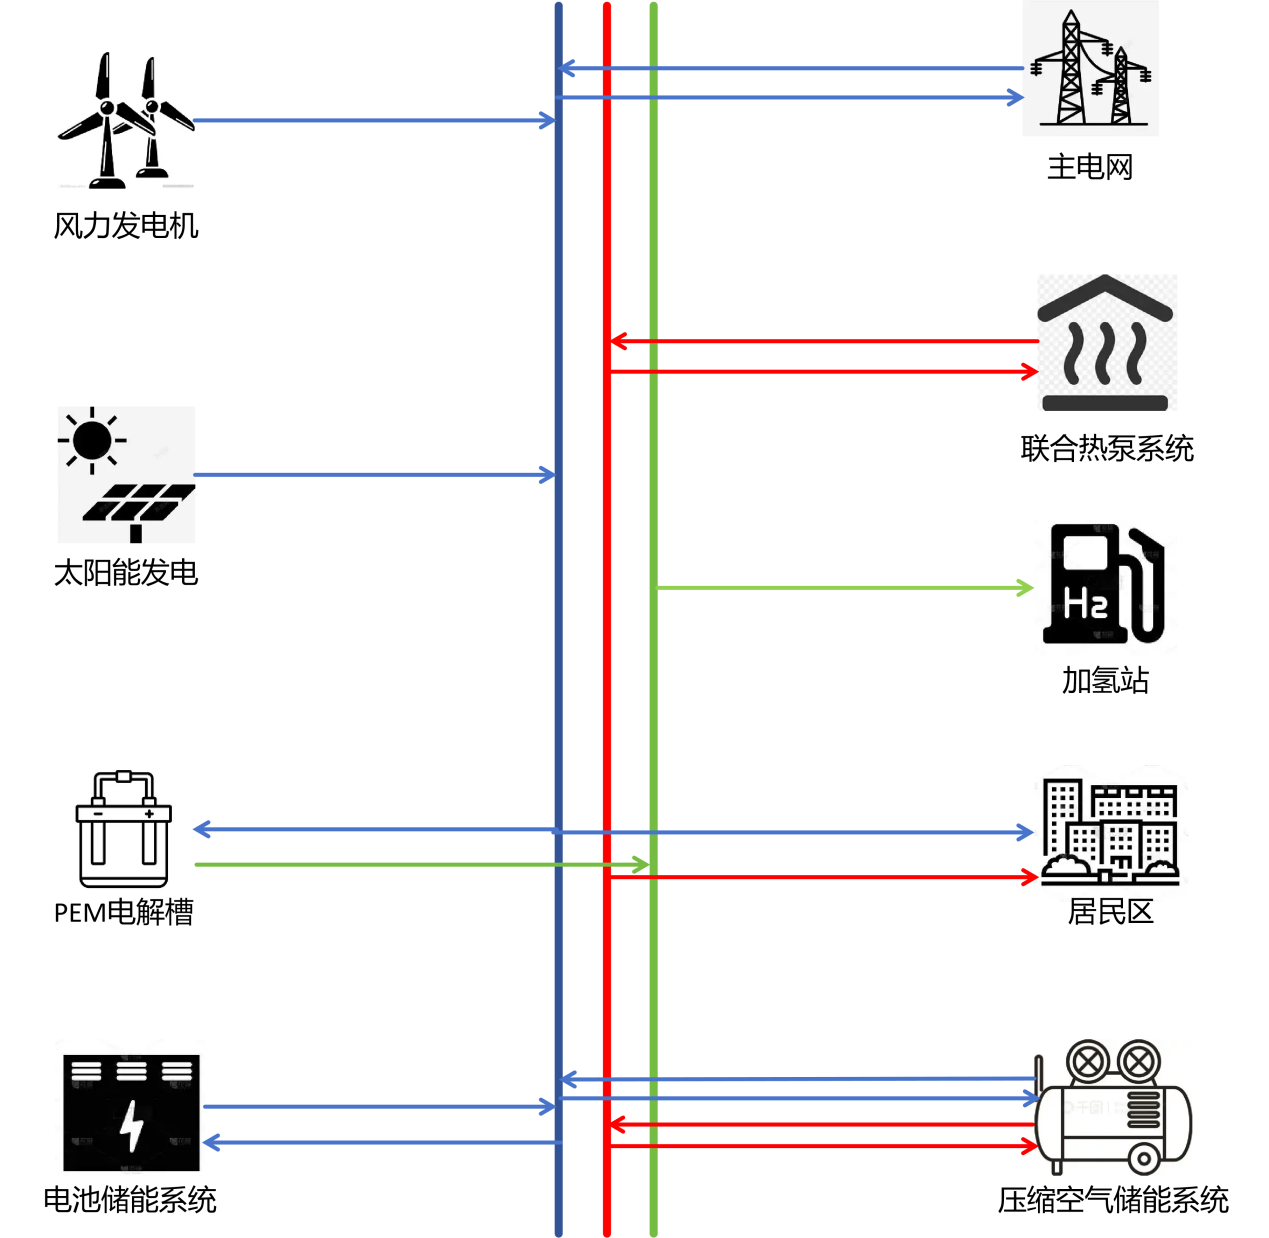 主电网
风力发电机
联合热泵系统
太阳能发电
H2
加氢站
PEM电解槽
居民区
电池储能系统
压缩空气储能系统